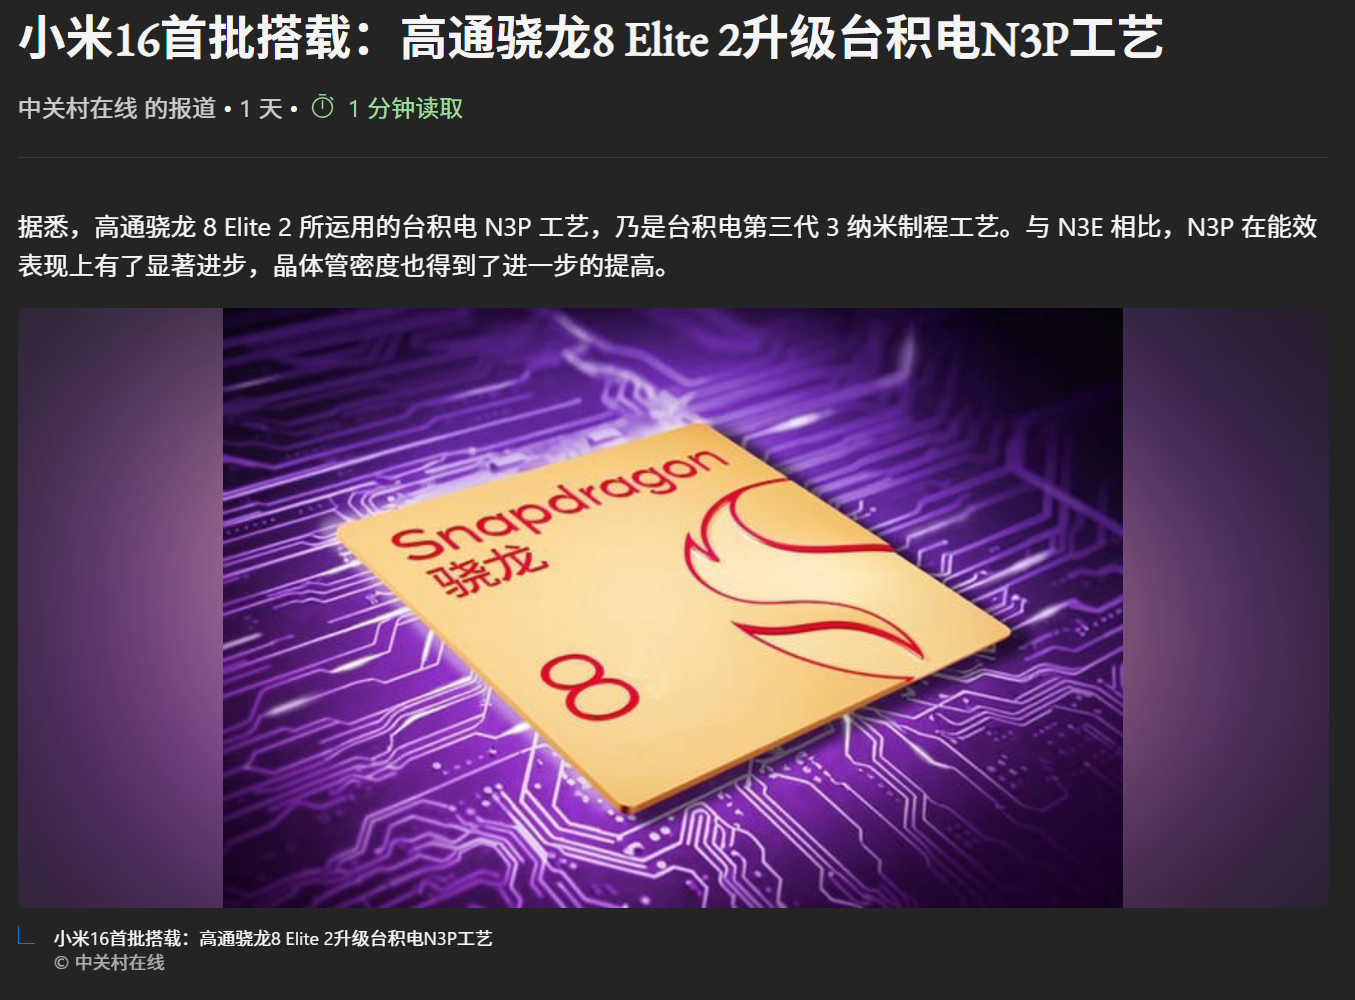 小米16首批搭载：高通骁龙8 Elite 2升级台积电N3P工艺
中关村在线 的报道 • 1 天 • 1 分钟读取
据悉，高通骁龙 8 Elite 2 所运用的台积电 N3P 工艺，乃是台积电第三代 3 纳米制程工艺。与 N3E 相比，N3P 在能效
表现上有了显著进步，晶体管密度也得到了进一步的提高。
Snapdragon
骁龙
8
小米16首批搭载：高通骁龙8 Elite 2升级台积电N3P工艺
© 中关村在线